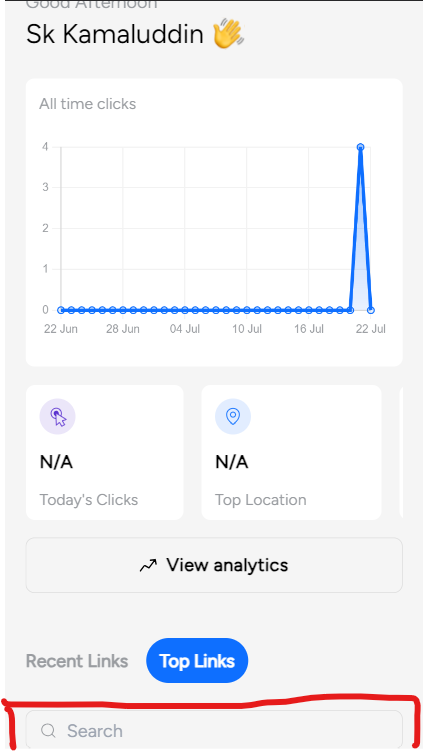 Good Afternoon
Sk Kamaluddin 👋
All time clicks
4
3
2
1
0
22 Jun 28 Jun 04 Jul 10 Jul 16 Jul 22 Jul
N/A N/A
Today's Clicks Top Location
View analytics
Recent Links Top Links
Search